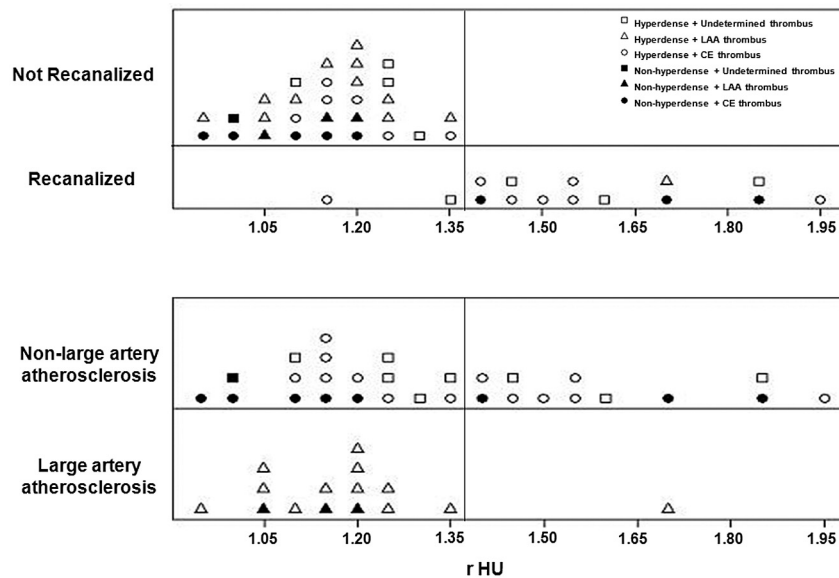 Hyperdense + Undetermined thrombus
Hyperdense + LAA thrombus
Hyperdense + CE thrombus
Non-hyperdense + Undetermined thrombus
Non-hyperdense + LAA thrombus
Non-hyperdense + CE thrombus
Not Recanalized
Recanalized
1.05 1.20 1.35 1.50 1.65 1.80 1.95
Non-large artery
atherosclerosis
Large artery
atherosclerosis
1.05 1.20 1.35 1.50 1.65 1.80 1.95
r HU